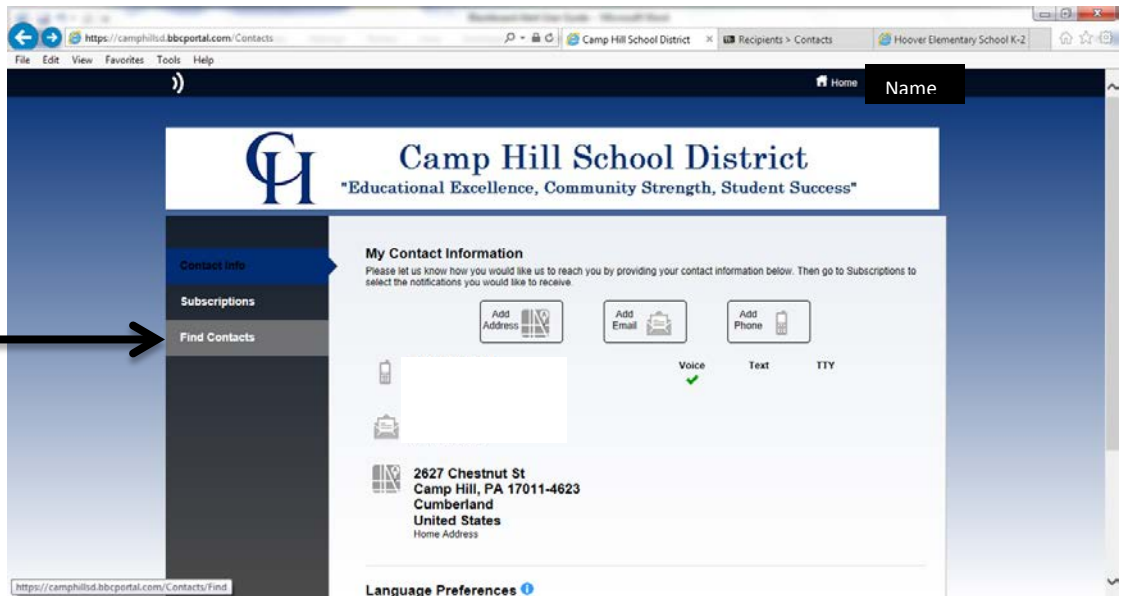 https://camphillsd.bbcportal.com/Contacts
Camp Hill School District
Recipients > Contacts
Hoover Elementary School K-2
File Edit View Favorites Tools Help
Home
Name
CH
Camp Hill School District
"Educational Excellence, Community Strength, Student Success"
Contact Info
Subscriptions
Find Contacts
My Contact Information
Please let us know how you would like us to reach you by providing your contact information below. Then go to Subscriptions to
select the notifications you would like to receive.
Add
Address
Add
Email
Add
Phone
Voice Text TTY
2627 Chestnut St
Camp Hill, PA 17011-4623
Cumberland
United States
Home Address
Language Preferences
https://camphillsd.bbcportal.com/Contacts/Find